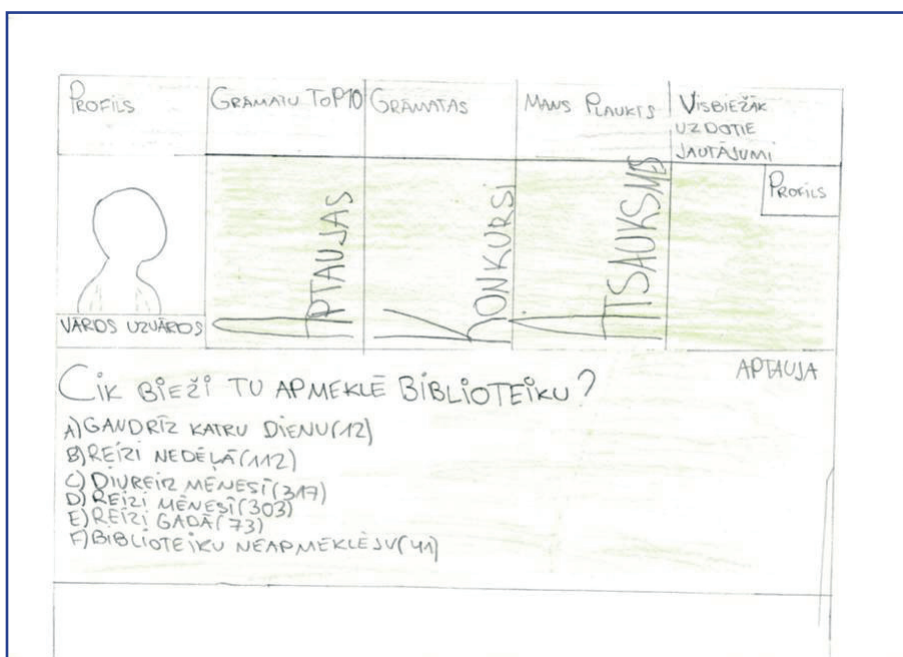 PROFILS
GRĀMATU TOP10
GRĀMATAS
MANS PLAUKTS
VISBIEŽĀK
UZDOTIE
JAUTĀJUMI
APTAUJAS
KONKURSI
ATSAUKSMES
PROFILS
VĀRDS UZVĀRDS
APTAUJA
CIK BIEŽI TU APMEKLĒ BIBLIOTEIKU?
A) GANDRĪZ KATRU DIENU (12)
B) REIZI NEDĒĻĀ (112)
C) DIVREIZ MĒNESĪ (317)
D) REIZI MĒNESĪ (303)
E) REIZI GADĀ (73)
F) BIBLIOTEIKU NEAPMEKLĒJU (41)